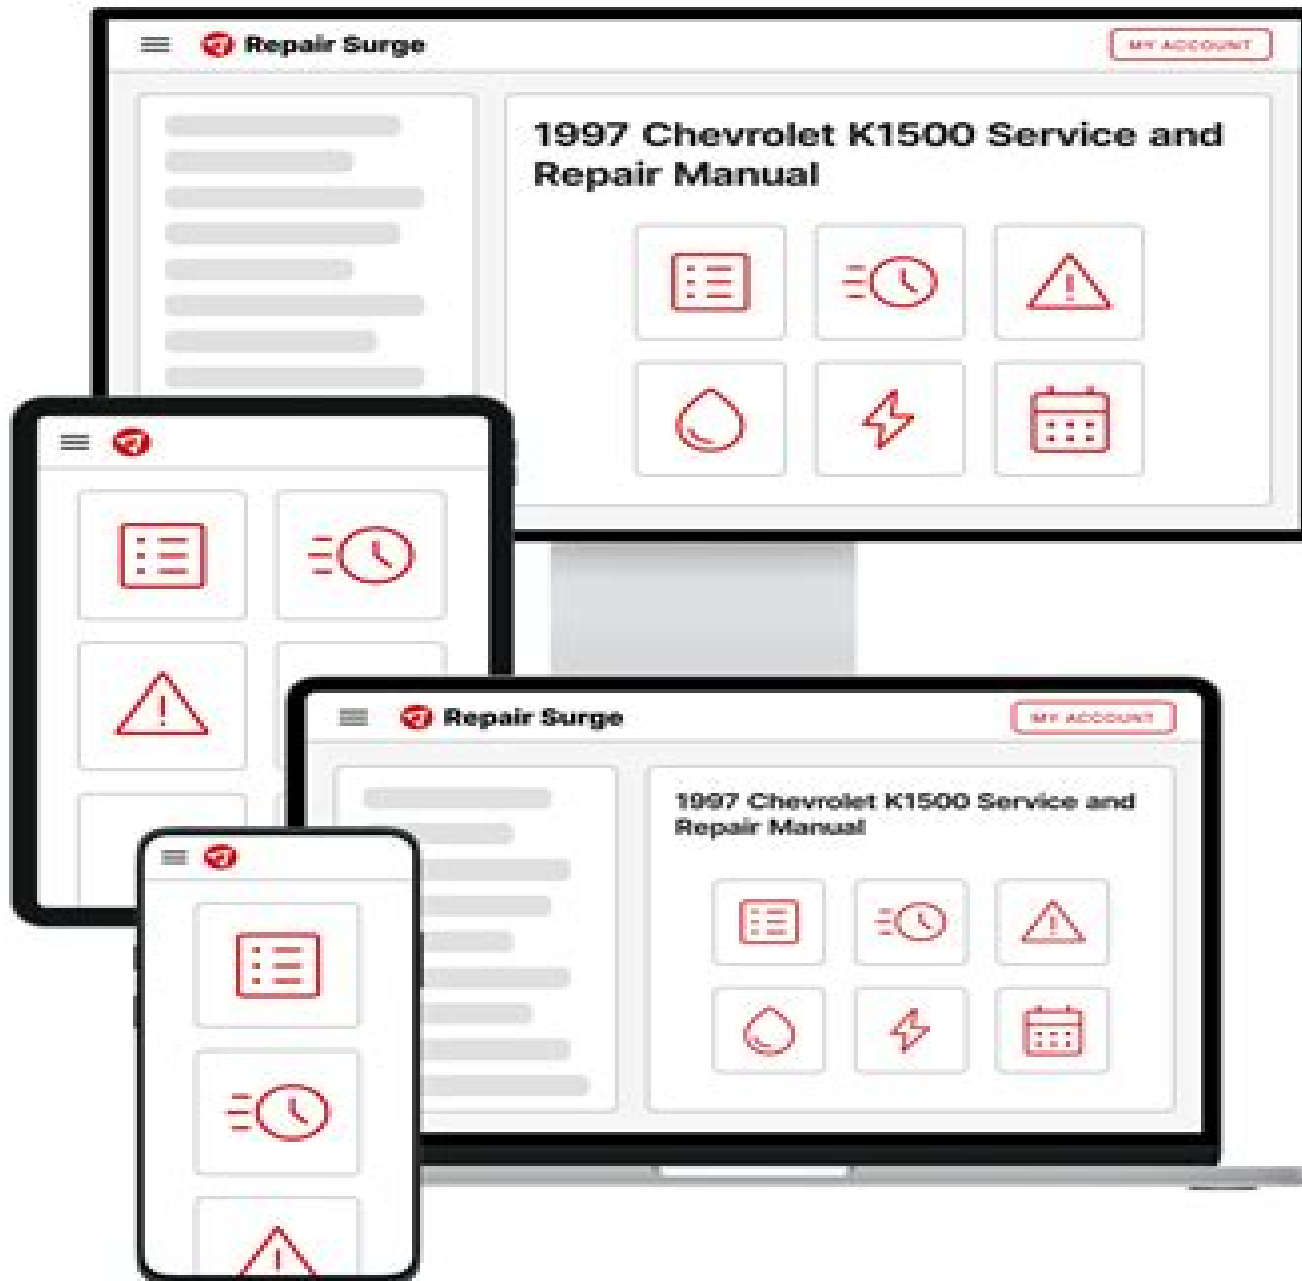 Repair Surge
MY ACCOUNT
1997 Chevrolet K1500 Service and
Repair Manual
Repair Surge
MY ACCOUNT
1997 Chevrolet K1500 Service and
Repair Manual